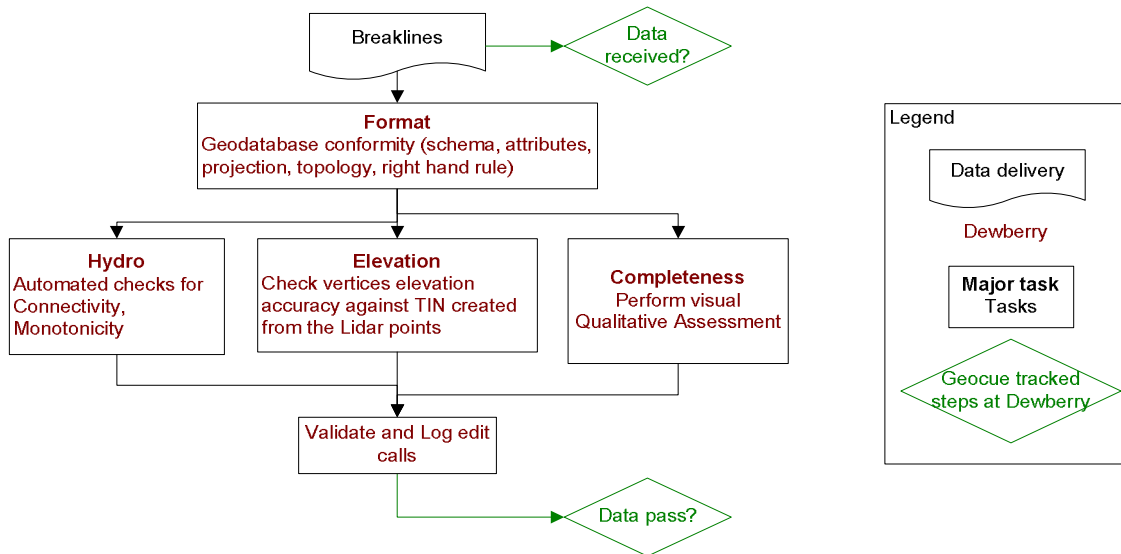 Breaklines
Data
received?
Format
Geodatabase conformity (schema, attributes,
projection, topology, right hand rule)
Hydro
Automated checks for
Connectivity,
Monotonicity
Elevation
Check vertices elevation
accuracy against TIN created
from the Lidar points
Completeness
Perform visual
Qualitative Assessment
Validate and Log edit
calls
Data pass?
Legend
Data delivery
Dewberry
Major task
Tasks
Geocue tracked
steps at Dewberry